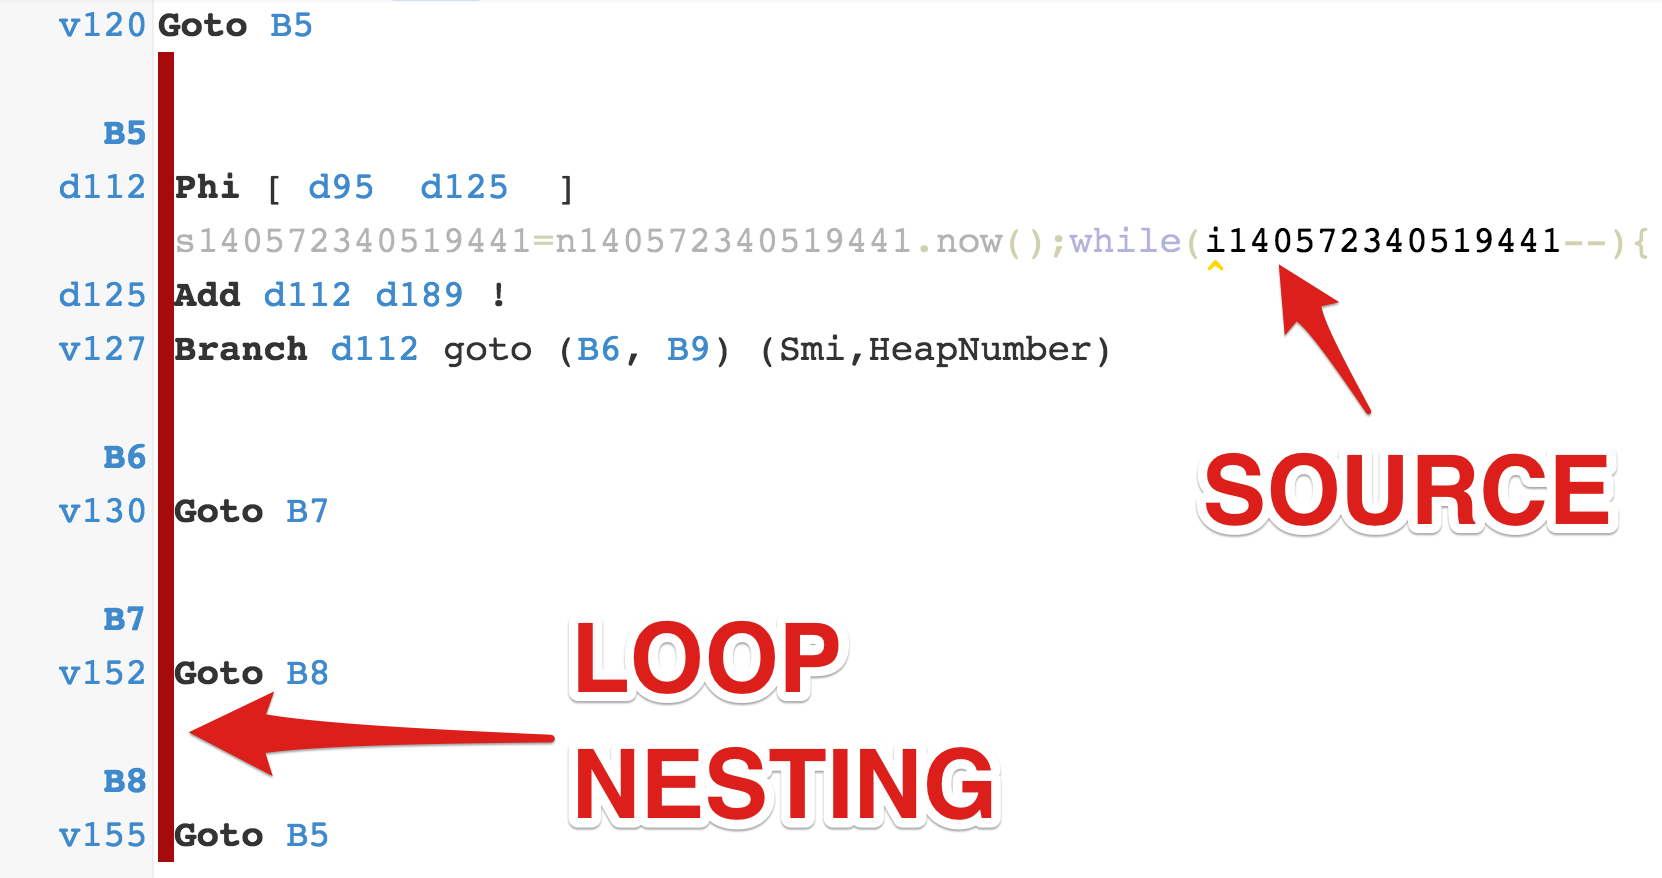 v120 Goto B5
B5
d112 Phi [ d95 d125 ]
s140572340519441=n140572340519441.now();while(i140572340519441--){
^
d125 Add d112 d189 !
v127 Branch d112 goto (B6, B9) (Smi,HeapNumber)
B6
SOURCE
v130 Goto B7
B7
v152 Goto B8
LOOP
NESTING
B8
v155 Goto B5